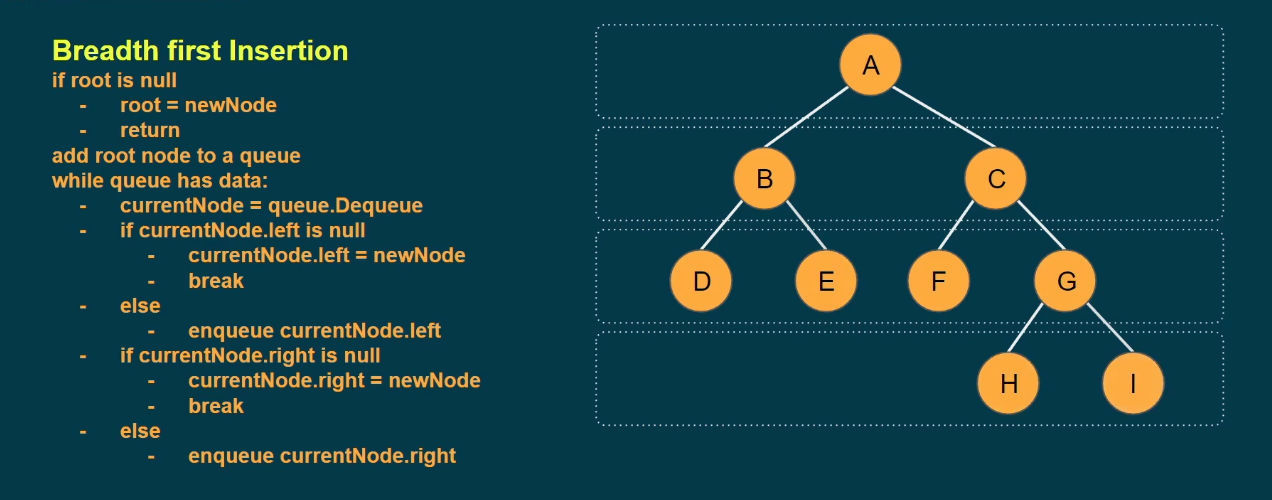 Breadth first Insertion
if root is null
- root = newNode
- return
add root node to a queue
while queue has data:
- currentNode = queue.Dequeue
- if currentNode.left is null
- currentNode.left = newNode
- break
- else
- enqueue currentNode.left
- if currentNode.right is null
- currentNode.right = newNode
- break
- else
- enqueue currentNode.right
A
B C
D E F G
H I